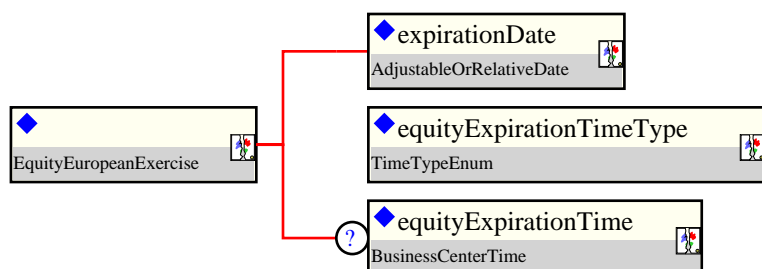 expirationDate
AdjustableOrRelativeDate
EquityEuropeanExercise
equityExpirationTimeType
TimeTypeEnum
?
equityExpirationTime
BusinessCenterTime